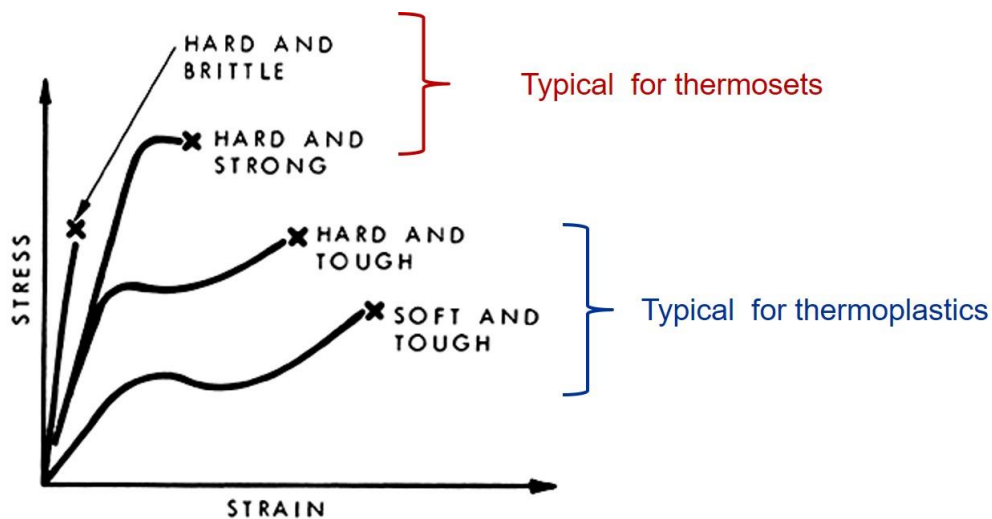 HARD AND
BRITTLE
Typical for thermosets
HARD AND
STRONG
HARD AND
TOUGH
SOFT AND
TOUGH
Typical for thermoplastics
STRESS
STRAIN